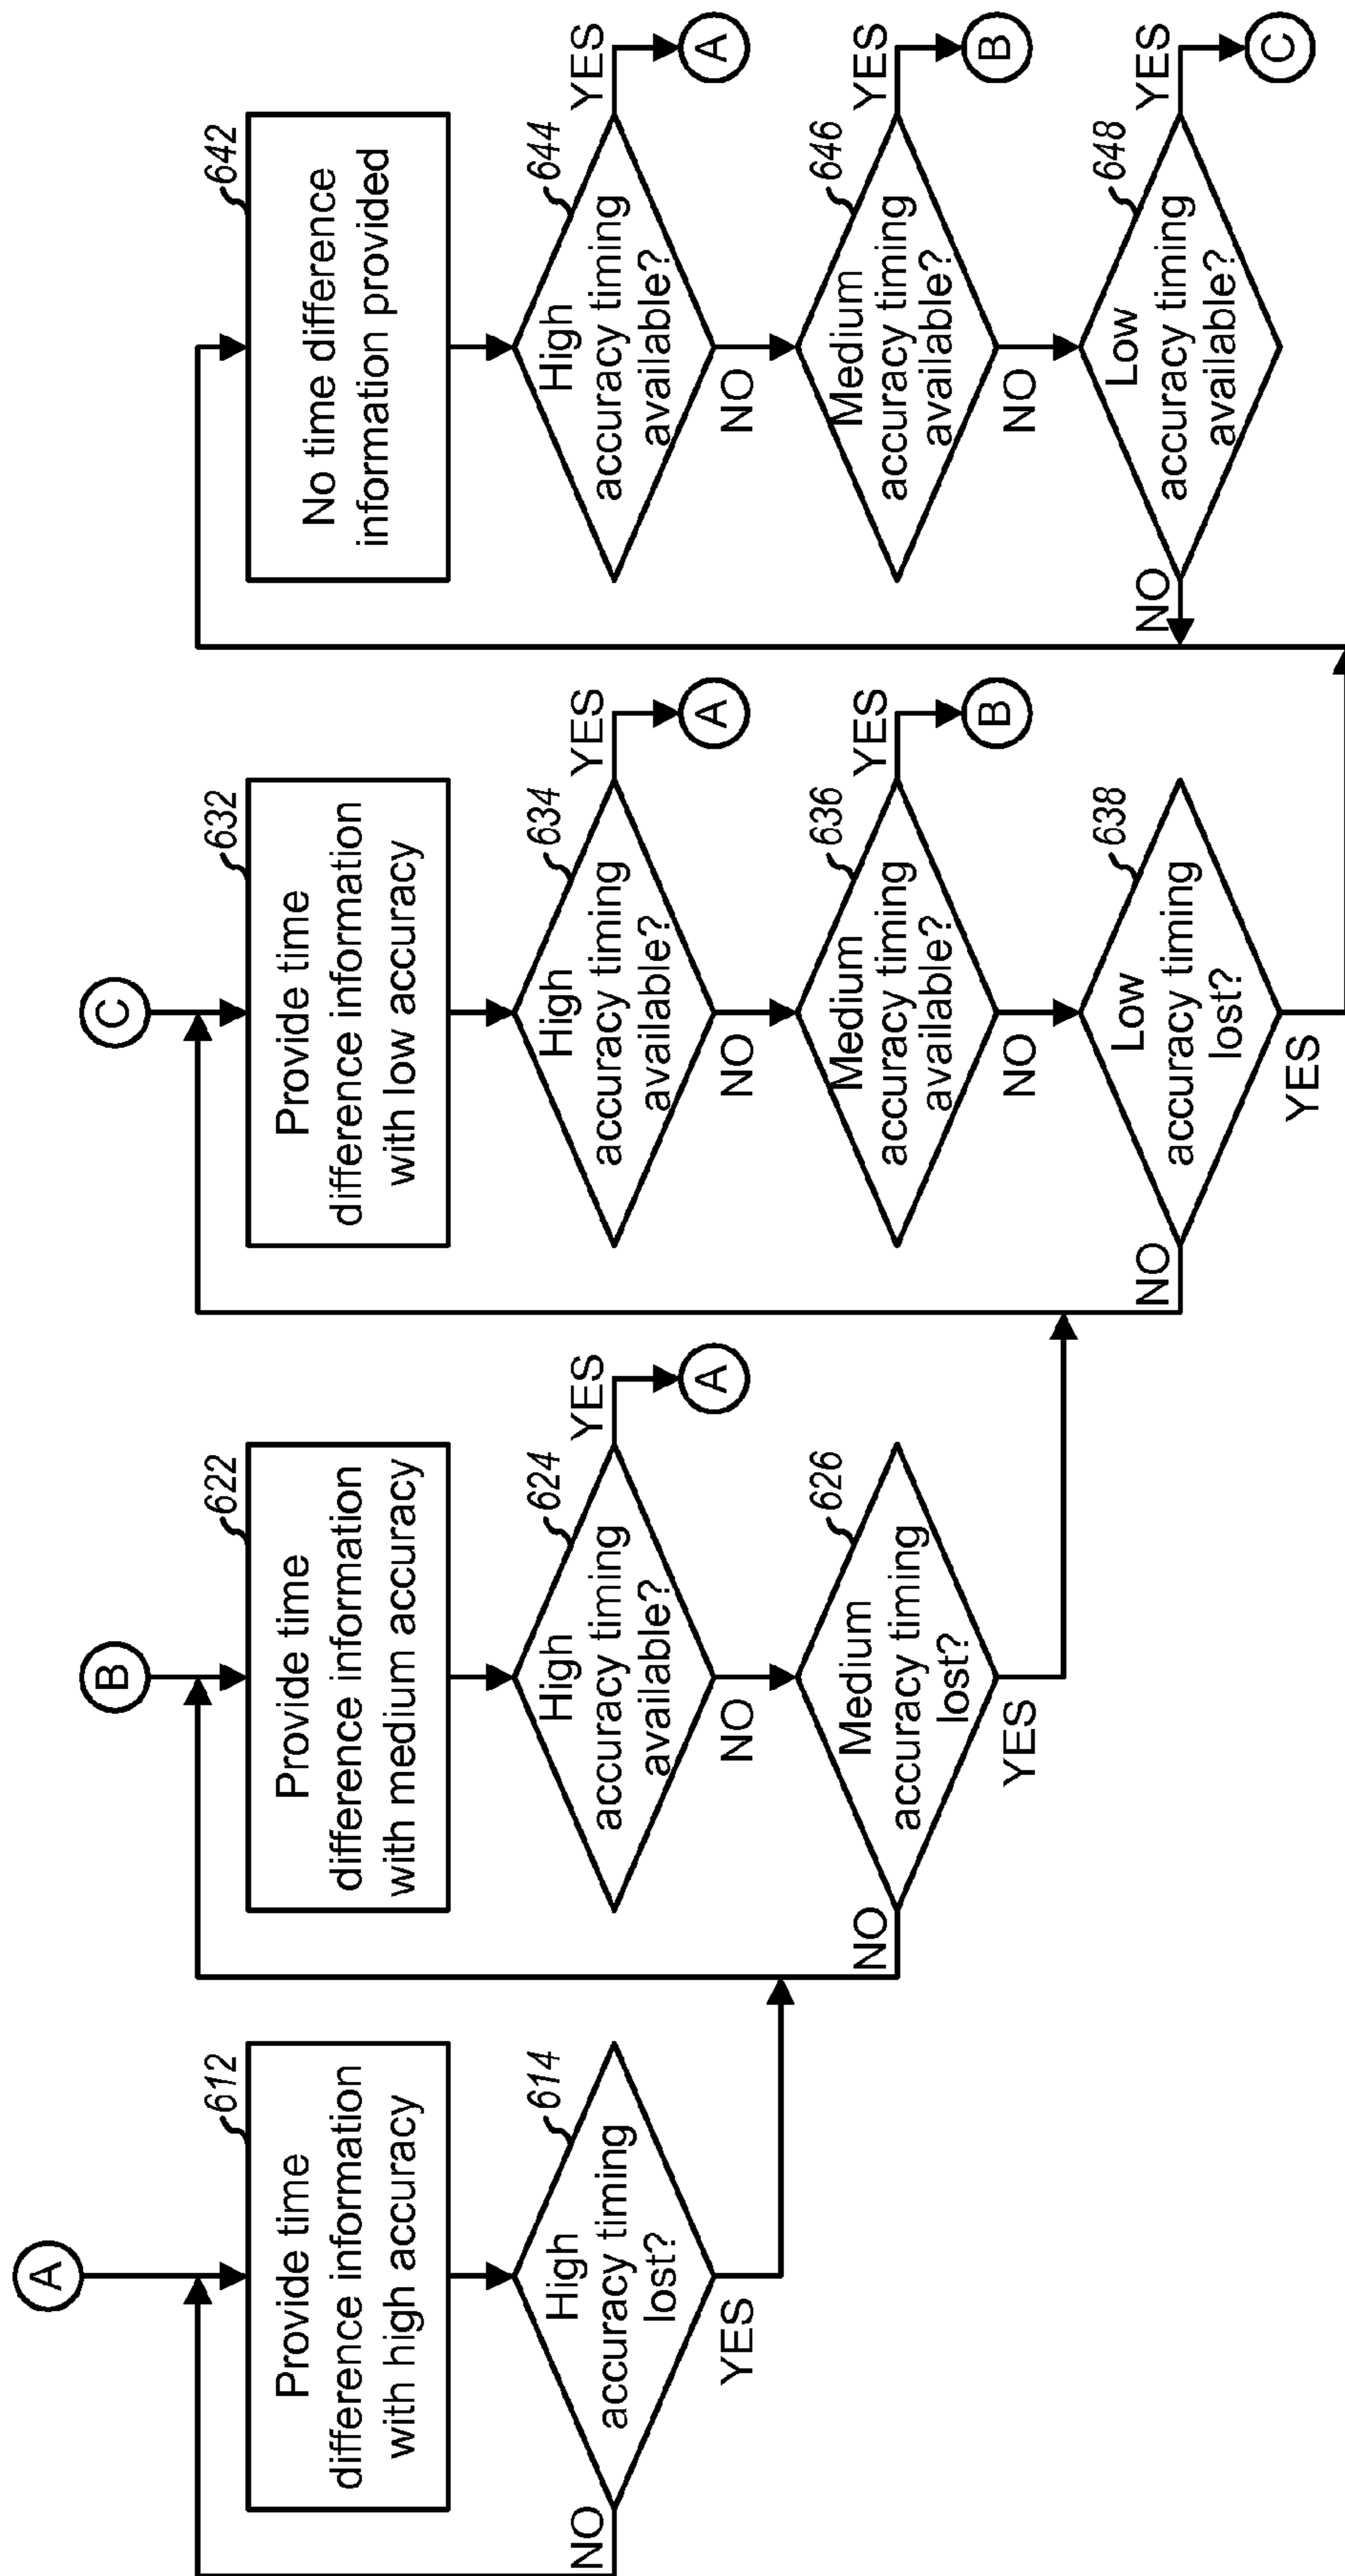 A
612
Provide time
difference information
with high accuracy
614
High
accuracy timing
lost?
NO
YES
B
622
Provide time
difference information
with medium accuracy
624
High
accuracy timing
available?
YES
A
NO
626
Medium
accuracy timing
lost?
NO
YES
C
632
Provide time
difference information
with low accuracy
634
High
accuracy timing
available?
YES
A
NO
636
Medium
accuracy timing
available?
YES
B
NO
638
Low
accuracy timing
lost?
NO
YES
642
No time difference
information provided
644
High
accuracy timing
available?
YES
A
NO
646
Medium
accuracy timing
available?
YES
B
NO
648
Low
accuracy timing
available?
YES
C
NO